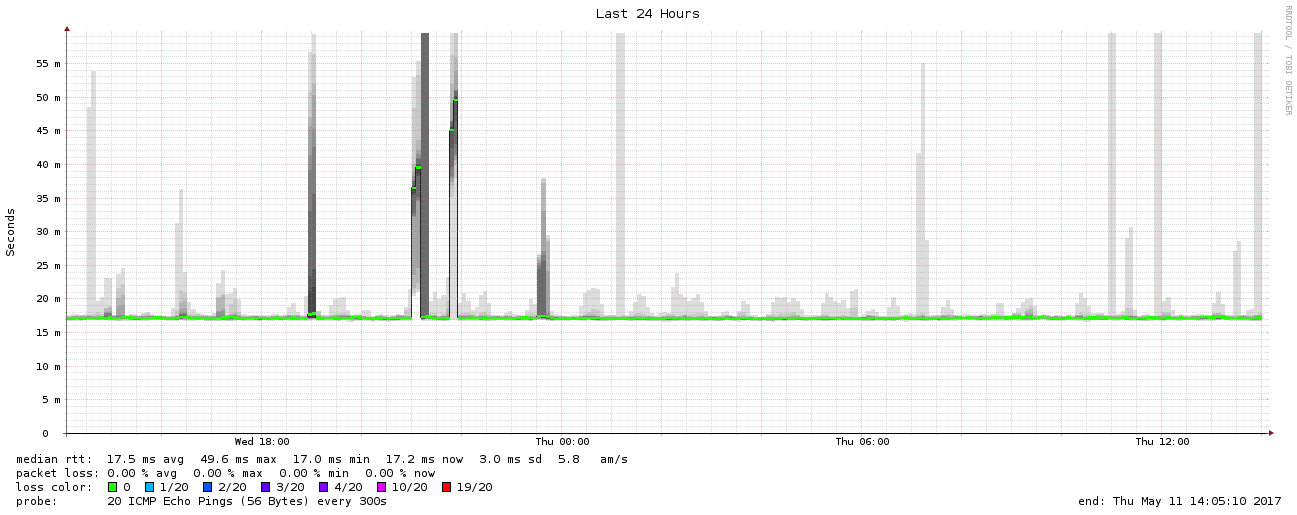 Last 24 Hours
RRDTOOL / TOBI OETIKER
Seconds
55 m
50 m
45 m
40 m
35 m
30 m
25 m
20 m
15 m
10 m
5 m
0
Wed 18:00 Thu 00:00 Thu 06:00 Thu 12:00
median rtt: 17.5 ms avg 49.6 ms max 17.0 ms min 17.2 ms now 3.0 ms sd 5.8 am/s
packet loss: 0.00 % avg 0.00 % max 0.00 % min 0.00 % now
loss color: 0 1/20 2/20 3/20 4/20 10/20 19/20
probe: 20 ICMP Echo Pings (56 Bytes) every 300s end: Thu May 11 14:05:10 2017